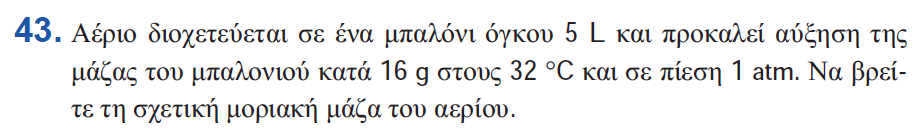 43. Αέριο διοχετεύεται σε ένα μπαλόνι όγκου 5 L και προκαλεί αύξηση της
μάζας του μπαλονιού κατά 16 g στους 32 °C και σε πίεση 1 atm. Να βρεί-
τε τη σχετική μοριακή μάζα του αερίου.